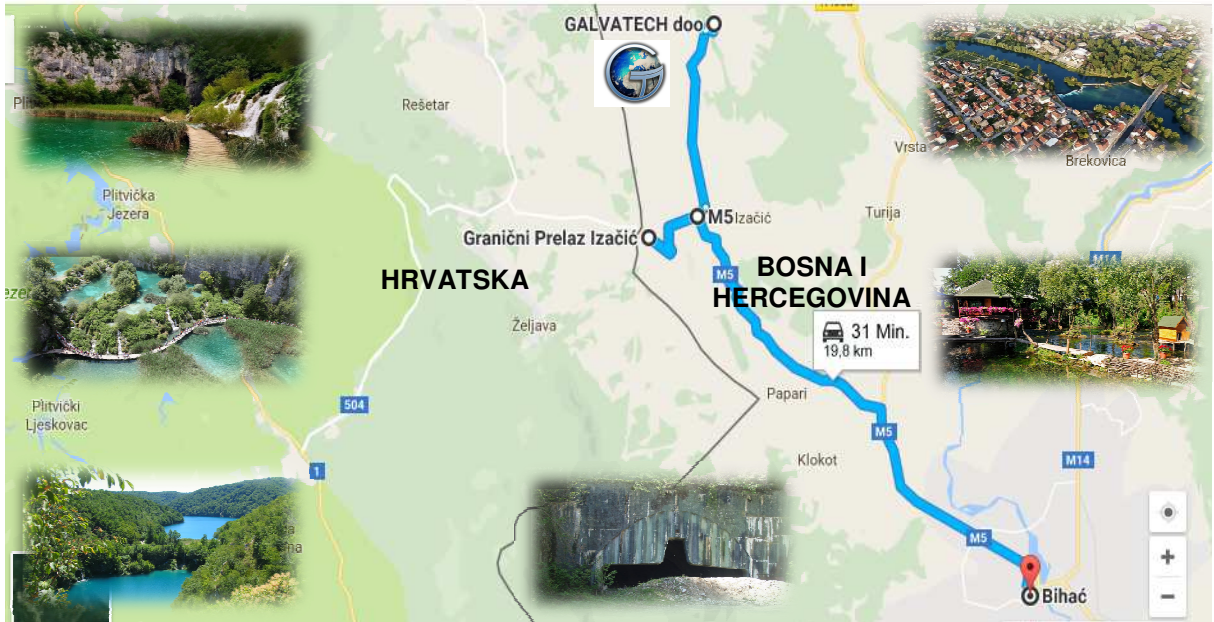 GALVATECH doo
Rešetar
Vrsta
Brekovica
Plitvička
Jezera
M5
Izačić
Turija
Granični Prelaz Izačić
M14
HRVATSKA
BOSNA I
HERCEGOVINA
M5
Željava
31 Min.
19,8 km
Papari
Plitvički
Ljeskovac
504
M5
Klokot
M14
1
M5
Bihać